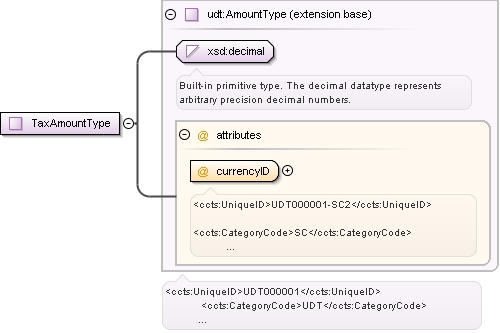 udt:AmountType (extension base)
xsd:decimal
Built-in primitive type. The decimal datatype represents
arbitrary precision decimal numbers.
TaxAmountType
@ attributes
@ currencyID
<ccts:UniqueID>UDT000001-SC2</ccts:UniqueID>
<ccts:CategoryCode>SC</ccts:CategoryCode>
...
<ccts:UniqueID>UDT000001</ccts:UniqueID>
<ccts:CategoryCode>UDT</ccts:CategoryCode>
...